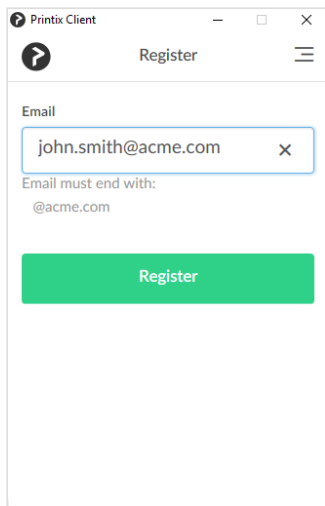 Printix Client
Register
Email
john.smith@acme.com
Email must end with:
@acme.com
Register